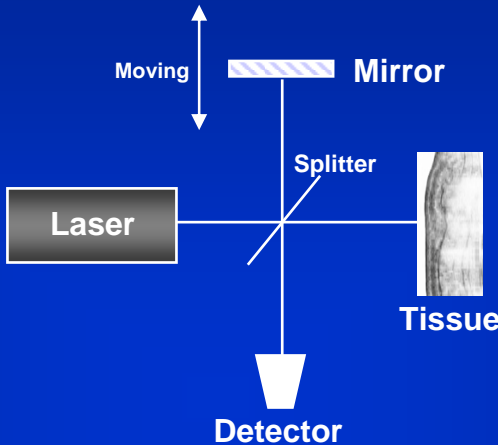 Moving
Mirror
Splitter
Laser
Tissue
Detector